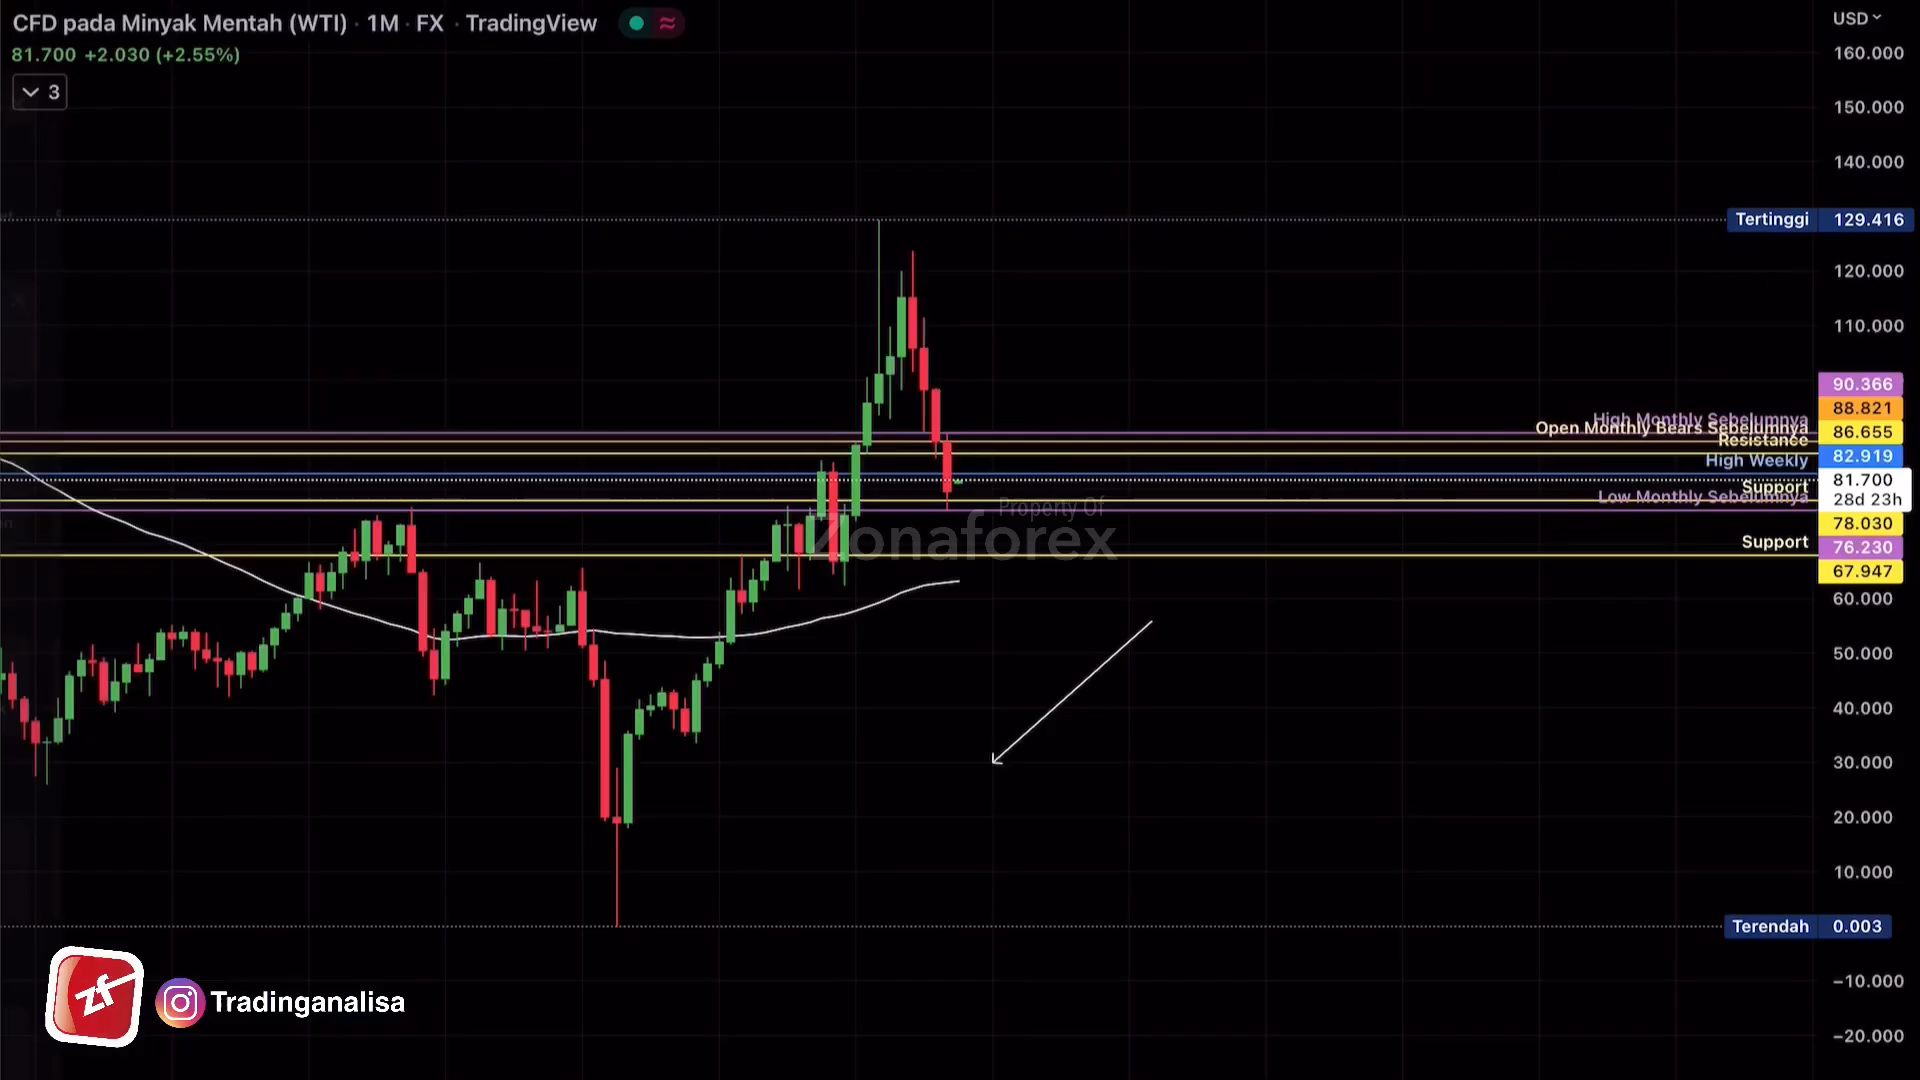 CFD pada Minyak Mentah (WTI) · 1M · FX · TradingView
81.700 +2.030 (+2.55%)
3
USD
160.000
150.000
140.000
Tertinggi 129.416
120.000
110.000
90.366
High Monthly Sebelumnya
88.821
Open Monthly Bears Sebelumnya
86.655
Resistance
High Weekly 82.919
81.700
Support
28d 23h
Low Monthly Sebelumnya
78.030
Support
76.230
67.947
Property Of
Zonaforex
60.000
50.000
40.000
30.000
20.000
10.000
Terendah 0.003
−10.000
−20.000
zf
Tradinganalisa